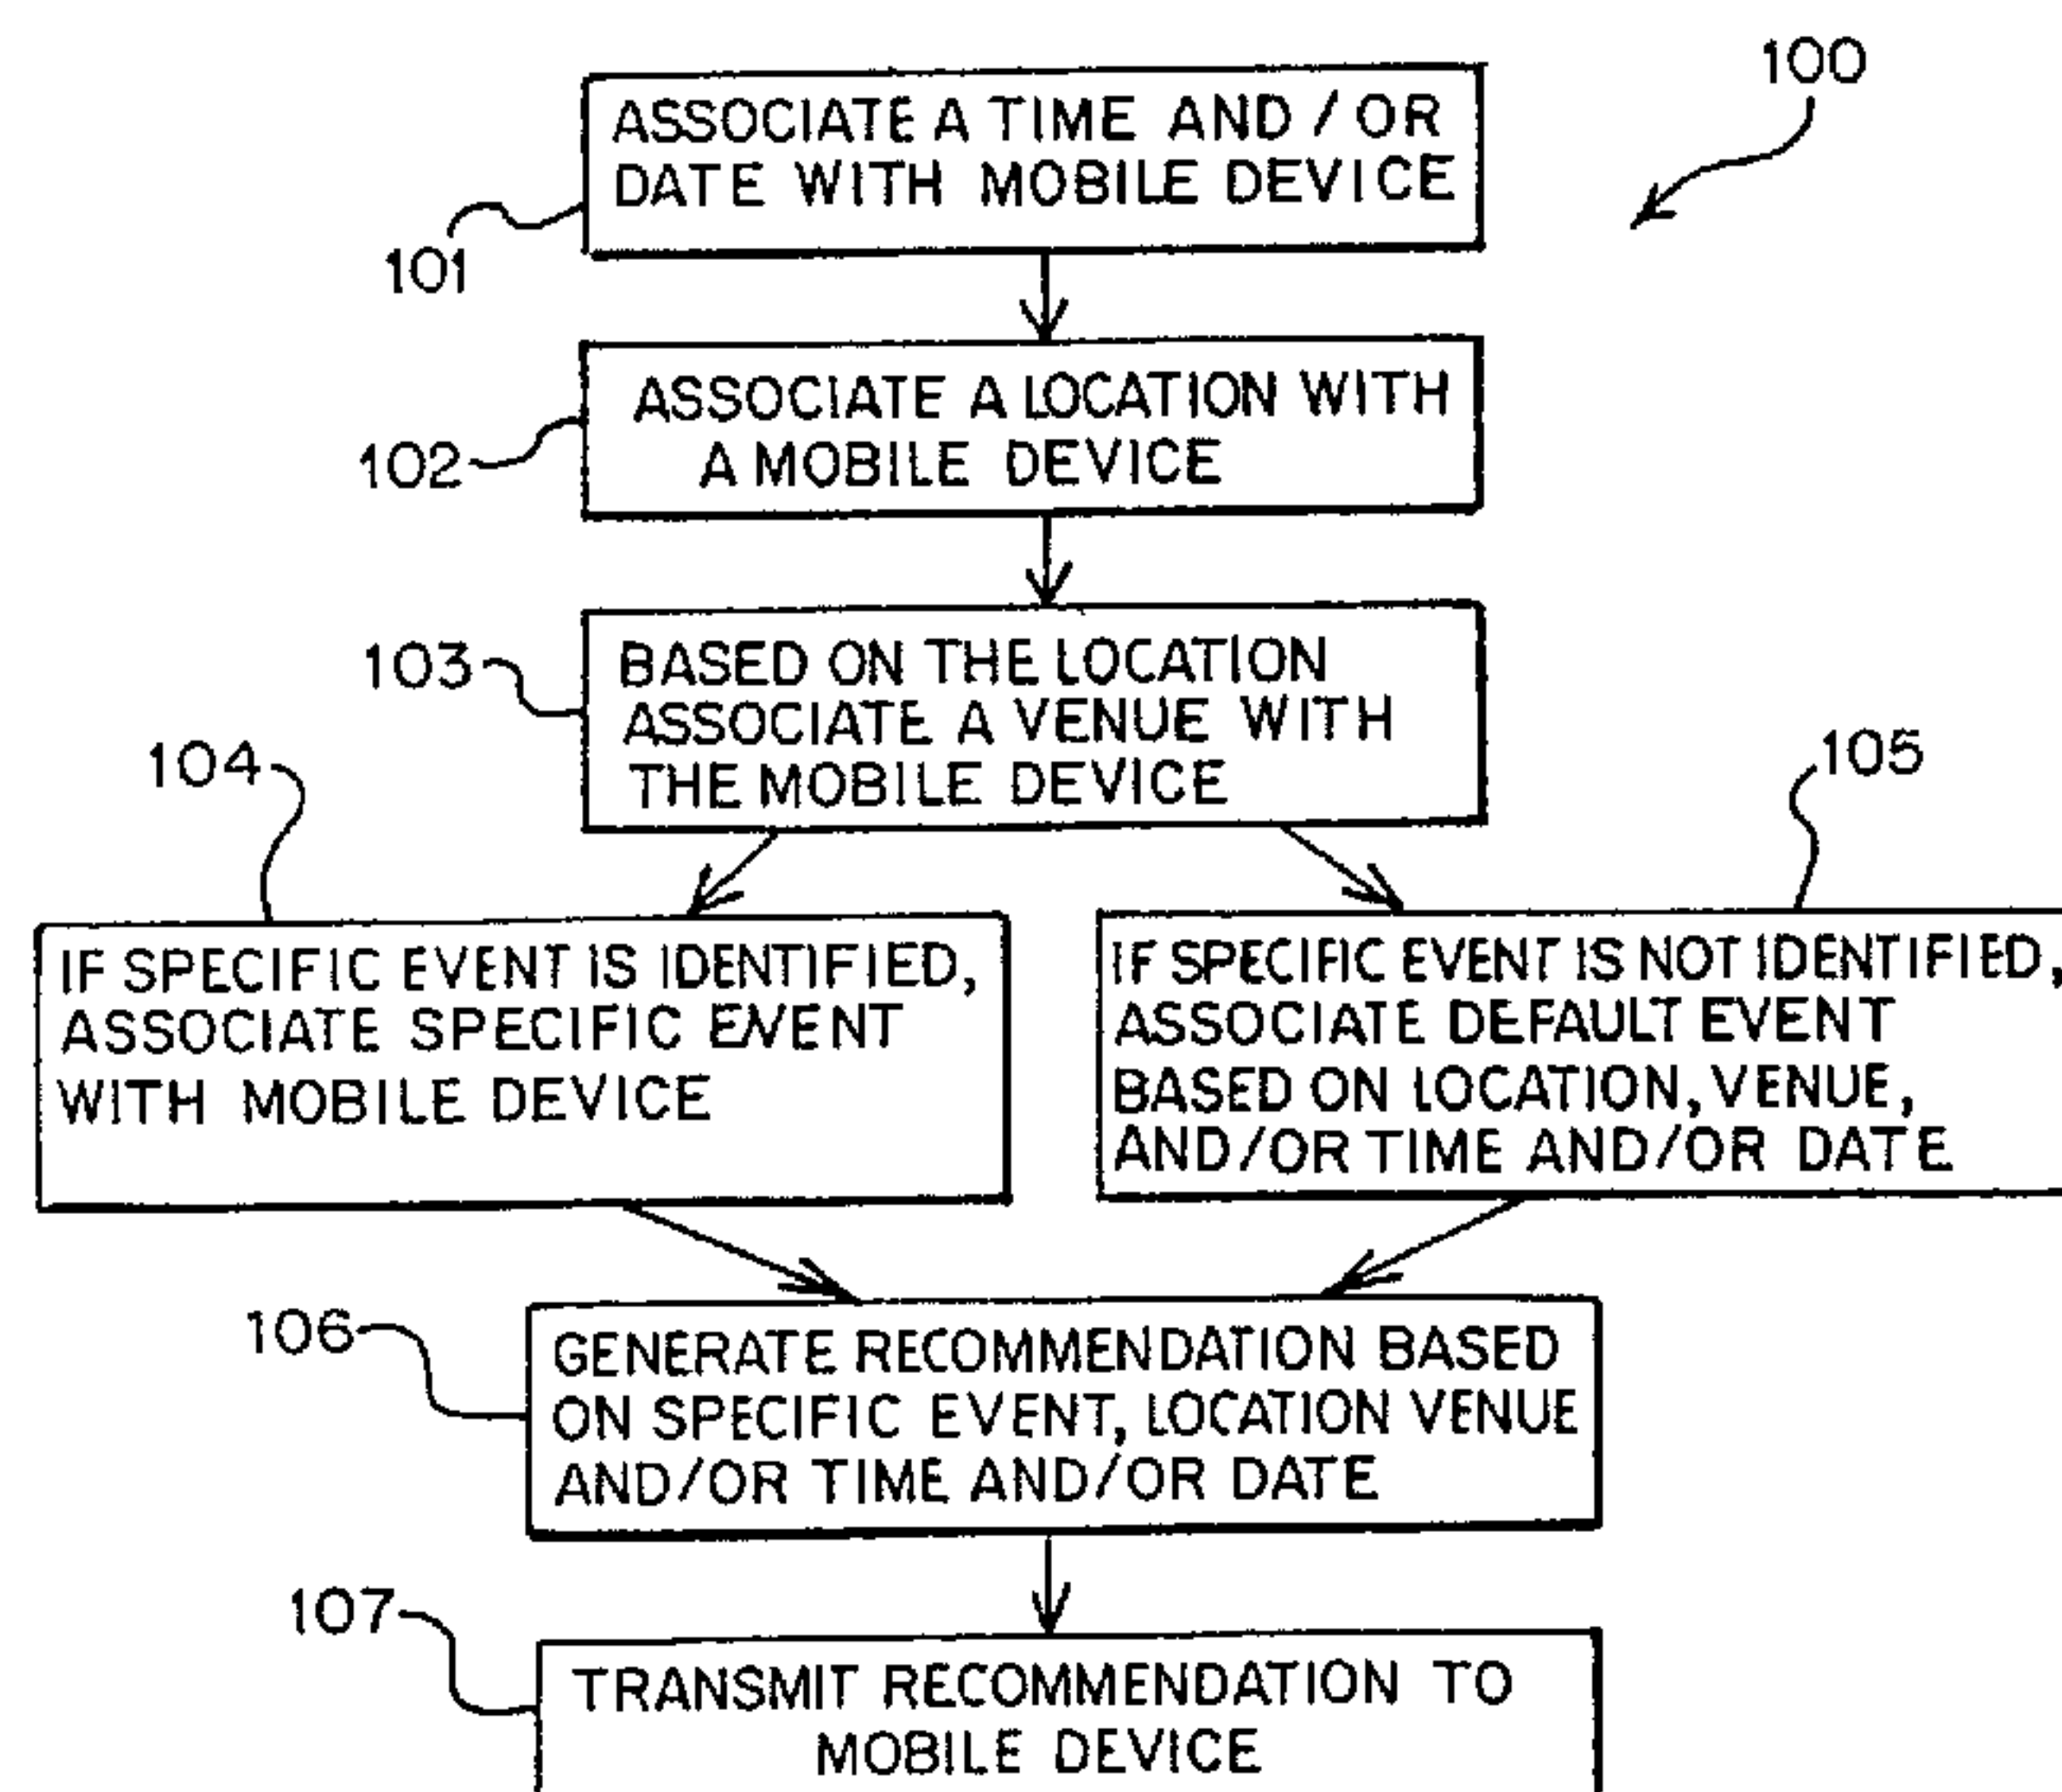 100
ASSOCIATE A TIME AND / OR
DATE WITH MOBILE DEVICE
101
ASSOCIATE A LOCATION WITH
A MOBILE DEVICE
102
103
BASED ON THE LOCATION
ASSOCIATE A VENUE WITH
THE MOBILE DEVICE
104
105
IF SPECIFIC EVENT IS IDENTIFIED,
ASSOCIATE SPECIFIC EVENT
WITH MOBILE DEVICE
IF SPECIFIC EVENT IS NOT IDENTIFIED,
ASSOCIATE DEFAULT EVENT
BASED ON LOCATION, VENUE,
AND/OR TIME AND/OR DATE
106
GENERATE RECOMMENDATION BASED
ON SPECIFIC EVENT, LOCATION VENUE
AND/OR TIME AND/OR DATE
107
TRANSMIT RECOMMENDATION TO
MOBILE DEVICE